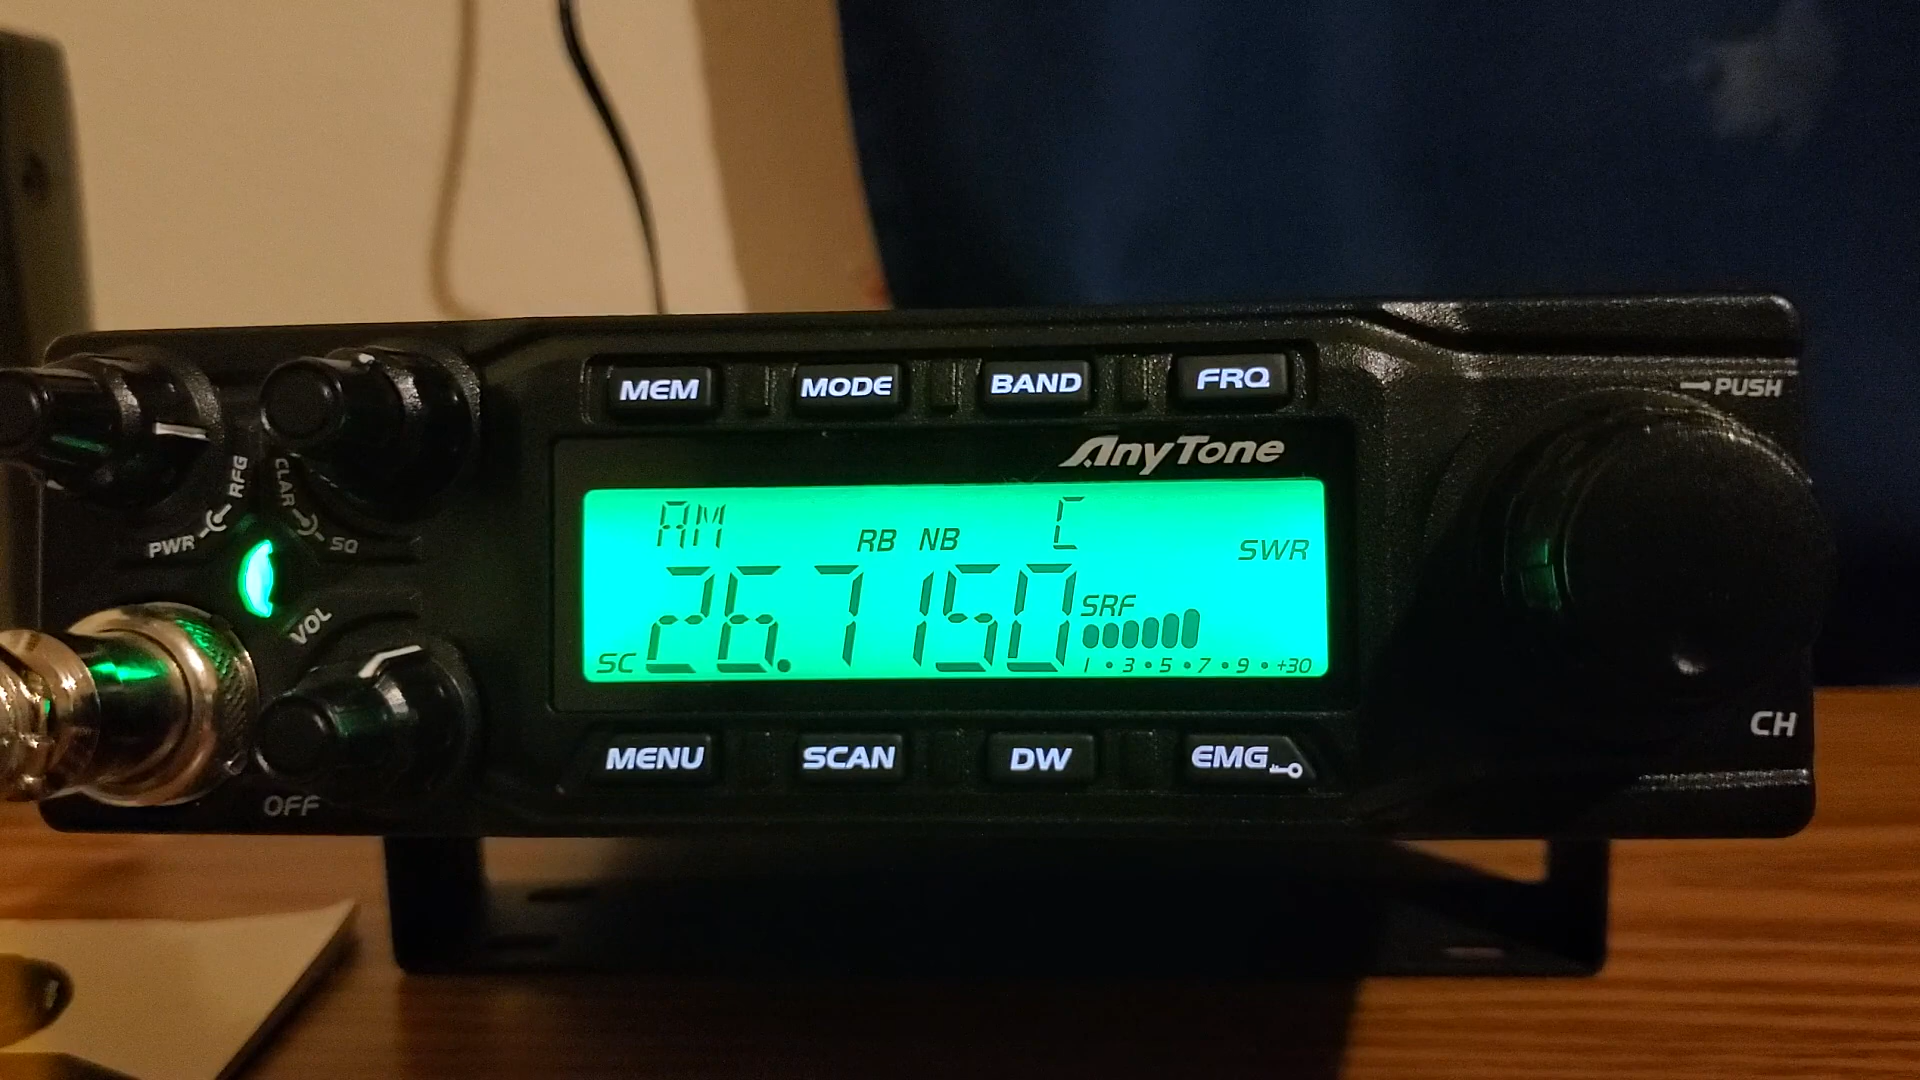 MEM MODE BAND FRQ
PUSH
AnyTone
RFG
CLAR
PWR
SQ
AM RB NB C SWR
26.7150
SRF
SC
1 • 3 • 5 • 7 • 9 • +30
VOL
CH
MENU SCAN DW EMG
OFF